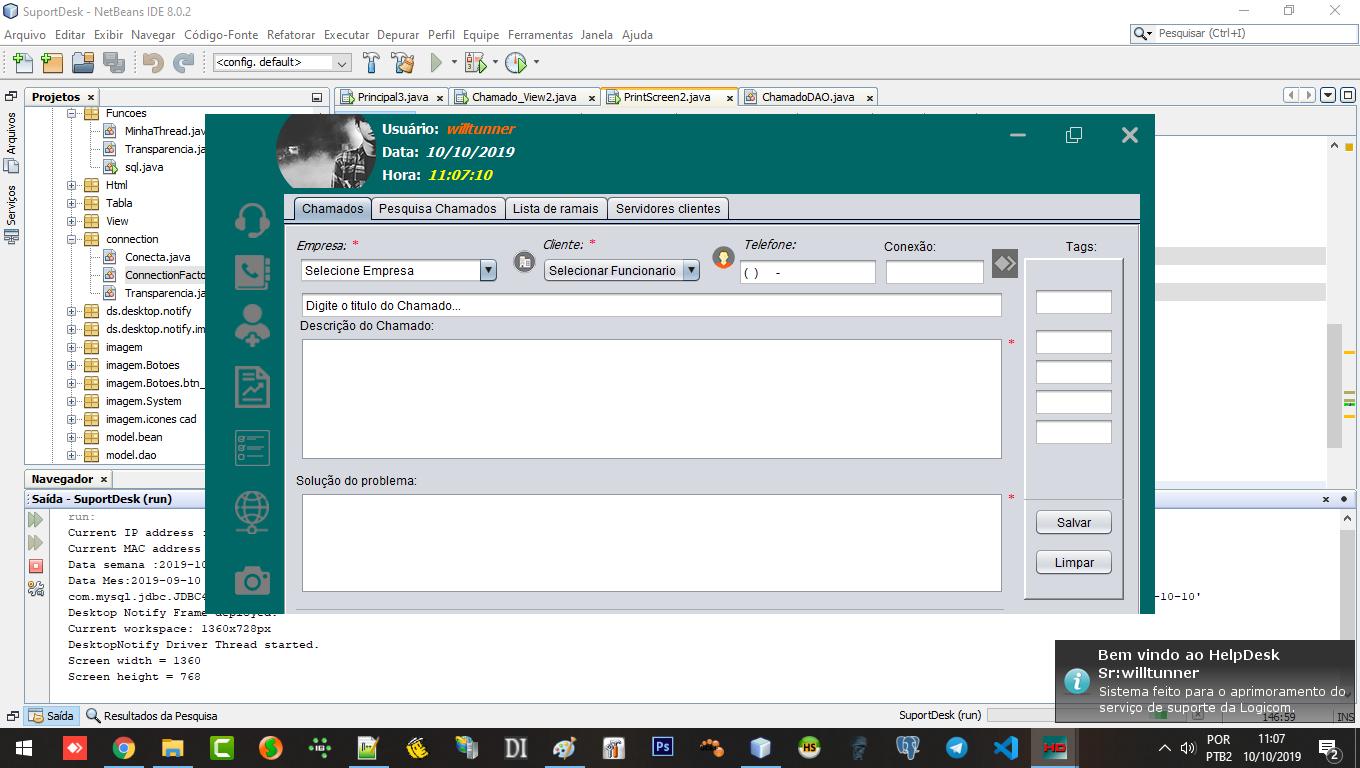 SuportDesk - NetBeans IDE 8.0.2
Arquivo Editar Exibir Navegar Código-Fonte Refatorar Executar Depurar Perfil Equipe Ferramentas Janela Ajuda
Pesquisar (Ctrl+I)
<config. default>
Projetos
Principal3.java
Chamado_View2.java
PrintScreen2.java
ChamadoDAO.java
Arquivos
Serviços
Funcoes
MinhaThread.jav
Transparencia.ja
sql.java
Html
Tabla
View
connection
Conecta.java
ConnectionFacto
Transparencia.ja
ds.desktop.notify
ds.desktop.notify.im
imagem
imagem.Botoes
imagem.Botoes.btn_
imagem.System
imagem.icones cad
model.bean
model.dao
Usuário: willtunner
Data: 10/10/2019
Hora: 11:07:10
Chamados
Pesquisa Chamados
Lista de ramais
Servidores clientes
Empresa: *
Cliente: *
Telefone:
Conexão:
Tags:
Selecione Empresa
Selecionar Funcionario
( ) -
Digite o titulo do Chamado...
Descrição do Chamado:
*
Solução do problema:
*
Salvar
Limpar
Navegador
Saída - SuportDesk (run)
run:
Current IP address :
Current MAC address
Data semana :2019-10
Data Mes:2019-09-10
com.mysql.jdbc.JDBC4
-10-10'
Desktop Notify Frame deployed.
Current workspace: 1360x728px
DesktopNotify Driver Thread started.
Screen width = 1360
Screen height = 768
Bem vindo ao HelpDesk
Sr:willtunner
Sistema feito para o aprimoramento do
serviço de suporte da Logicom.
Saída
Resultados da Pesquisa
SuportDesk (run)
146:59
INS
DI
Ps
HS
HD
POR
PTB2
11:07
10/10/2019
2